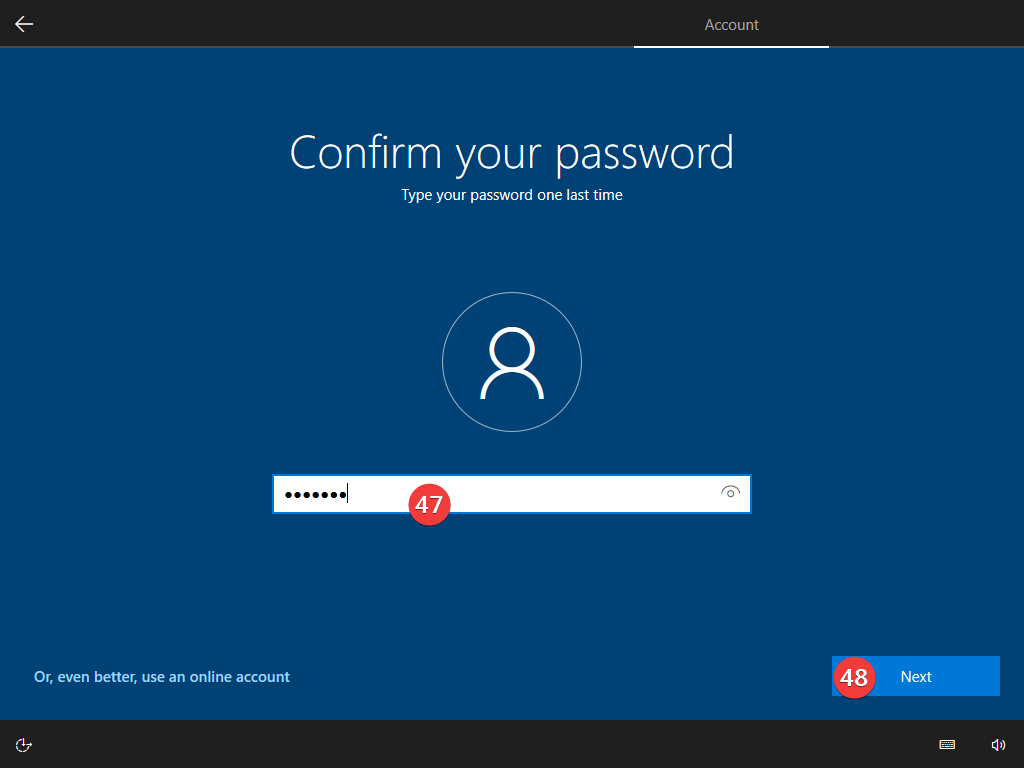 Account
Confirm your password
Type your password one last time
•••••••
47
Or, even better, use an online account
48 Next